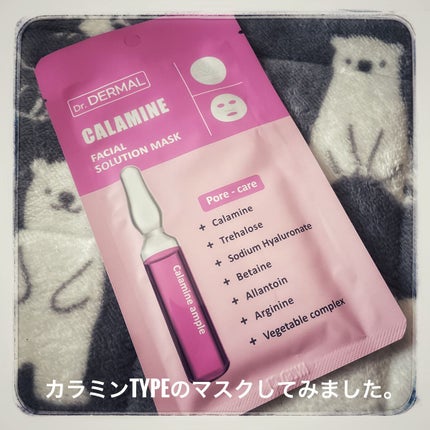 Dr. DERMAL
CALAMINE
FACIAL
SOLUTION MASK
Pore - care
+ Calamine
+ Trehalose
+ Sodium Hyaluronate
+ Betaine
+ Allantoin
+ Arginine
+ Vegetable complex
Calamine ample
カラミンTYPEのマスクしてみました。